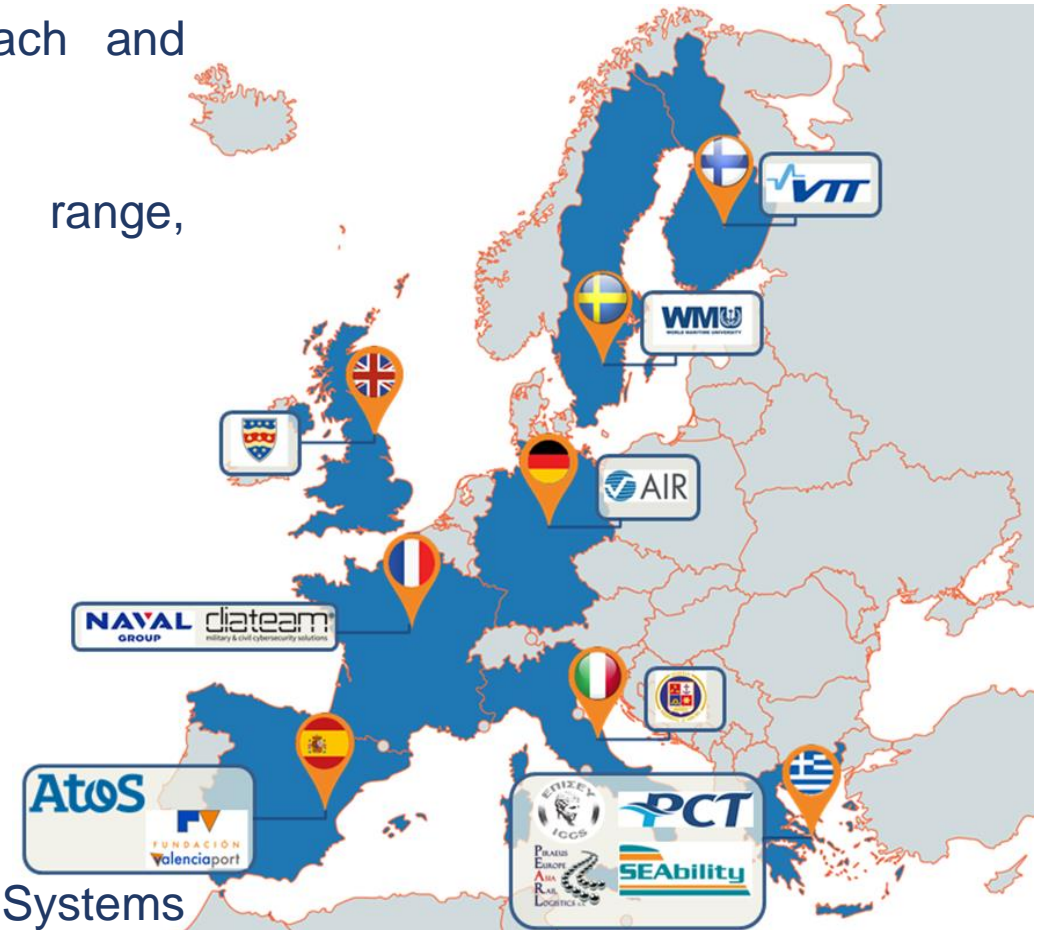 ach and
range,
VTT
WMU
WORLD MARITIME UNIVERSITY
AIR
NAVAL
GROUP
diateam
military & civil cybersecurity solutions
Atos
FUNDACIÓN
Valenciaport
ΕΠΙΣΕΥ
ICCS
PCT
PIRAEUS
EUROPE
ASIA
RAIL
LOGISTICS
SEAbility
Systems